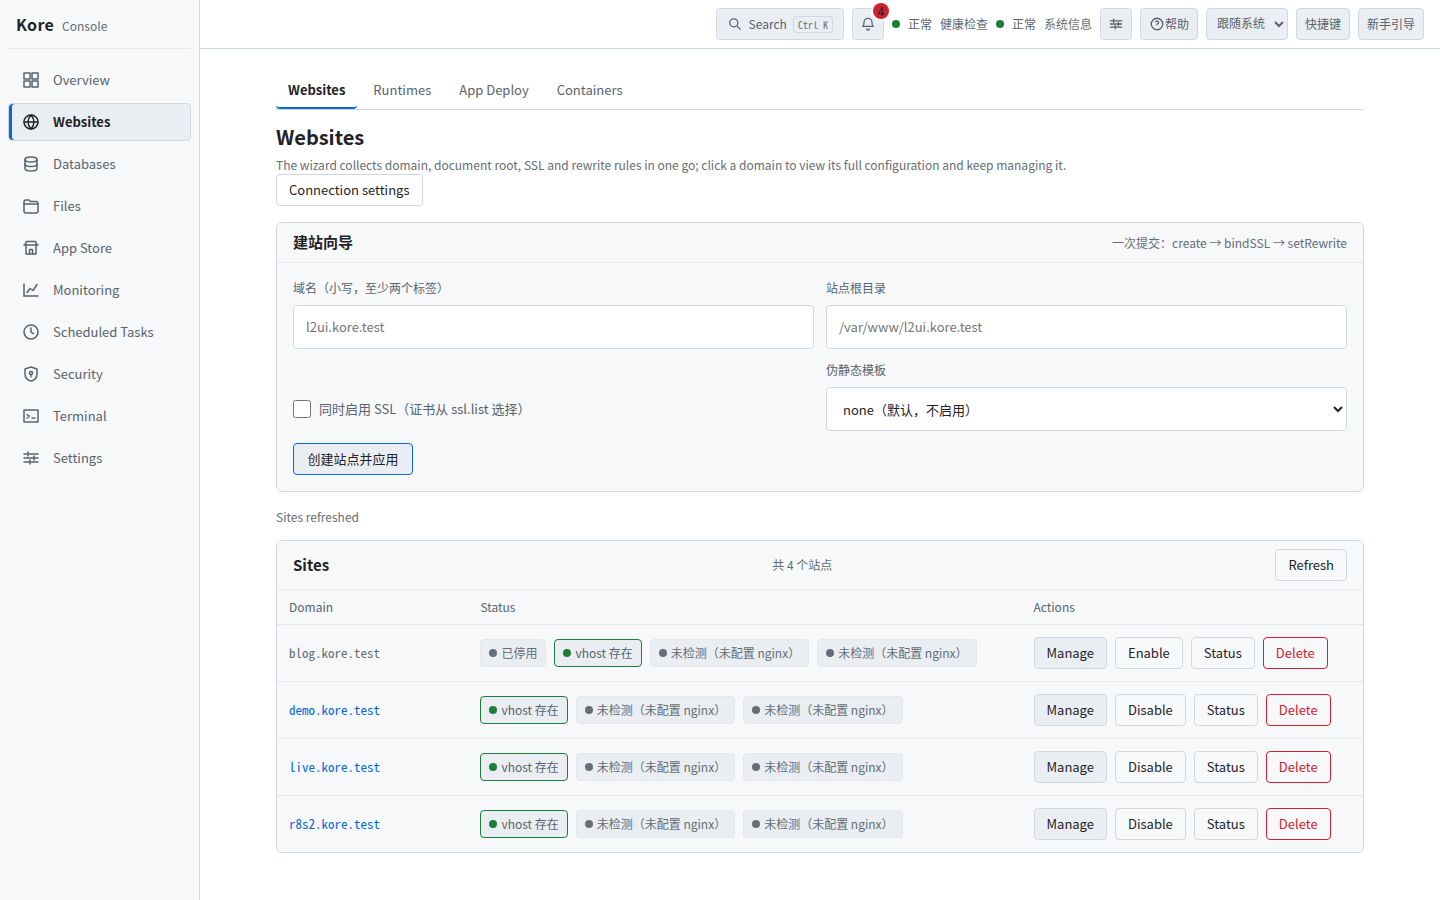 Kore Console
Search Ctrl K
4
正常 健康检查 正常 系统信息
帮助
跟随系统
快捷键
新手引导
Overview
Websites
Databases
Files
App Store
Monitoring
Scheduled Tasks
Security
Terminal
Settings
Websites Runtimes App Deploy Containers
Websites
The wizard collects domain, document root, SSL and rewrite rules in one go; click a domain to view its full configuration and keep managing it.
Connection settings
建站向导
一次提交：create → bindSSL → setRewrite
域名（小写，至少两个标签）
站点根目录
l2ui.kore.test
/var/www/l2ui.kore.test
伪静态模板
同时启用 SSL（证书从 ssl.list 选择）
none（默认，不启用）
创建站点并应用
Sites refreshed
Sites 共 4 个站点 Refresh
Domain Status Actions
blog.kore.test 已停用 vhost 存在 未检测（未配置 nginx） 未检测（未配置 nginx） Manage Enable Status Delete
demo.kore.test vhost 存在 未检测（未配置 nginx） 未检测（未配置 nginx） Manage Disable Status Delete
live.kore.test vhost 存在 未检测（未配置 nginx） 未检测（未配置 nginx） Manage Disable Status Delete
r8s2.kore.test vhost 存在 未检测（未配置 nginx） 未检测（未配置 nginx） Manage Disable Status Delete